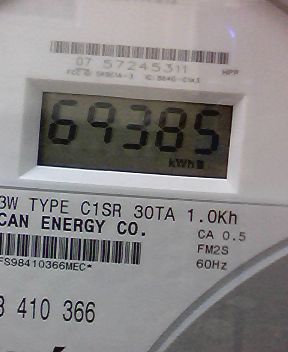 07 57245311
HPP
69385
kWh
3W TYPE C1SR 30TA 1.0Kh
CAN ENERGY CO.
CA 0.5
FM2S
60Hz
FS98410366MEC*
3 410 366